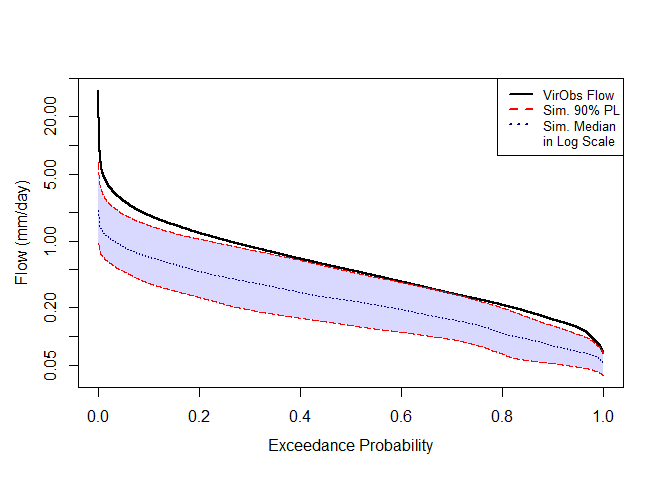 VirObs Flow
Sim. 90% PL
Sim. Median
in Log Scale
Flow (mm/day)
20.00
5.00
1.00
0.20
0.05
0.0 0.2 0.4 0.6 0.8 1.0
Exceedance Probability